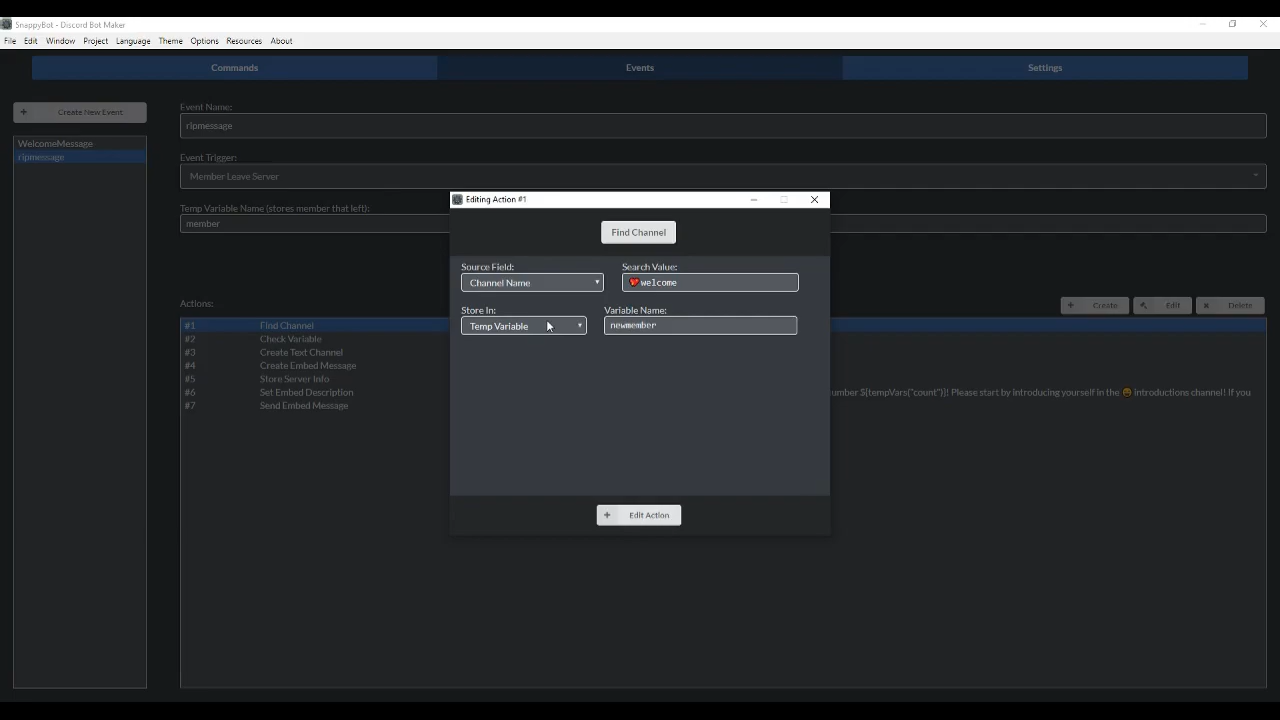 SnappyBot - Discord Bot Maker
File Edit Window Project Language Theme Options Resources About
Commands Events Settings
+ Create New Event
Event Name:
WelcomeMessage
ripmessage
ripmessage
Event Trigger:
Member Leave Server
Temp Variable Name (stores member that left):
member
Editing Action #1
Find Channel
Source Field: Search Value:
Channel Name ❤welcome
Store In: Variable Name:
Temp Variable newmember
+ Edit Action
Actions:
+ Create Edit Delete
#1 Find Channel
#2 Check Variable
#3 Create Text Channel
#4 Create Embed Message
#5 Store Server Info
#6 Set Embed Description umber ${tempVars("count")}! Please start by introducing yourself in the 😀 introductions channel! If you
#7 Send Embed Message